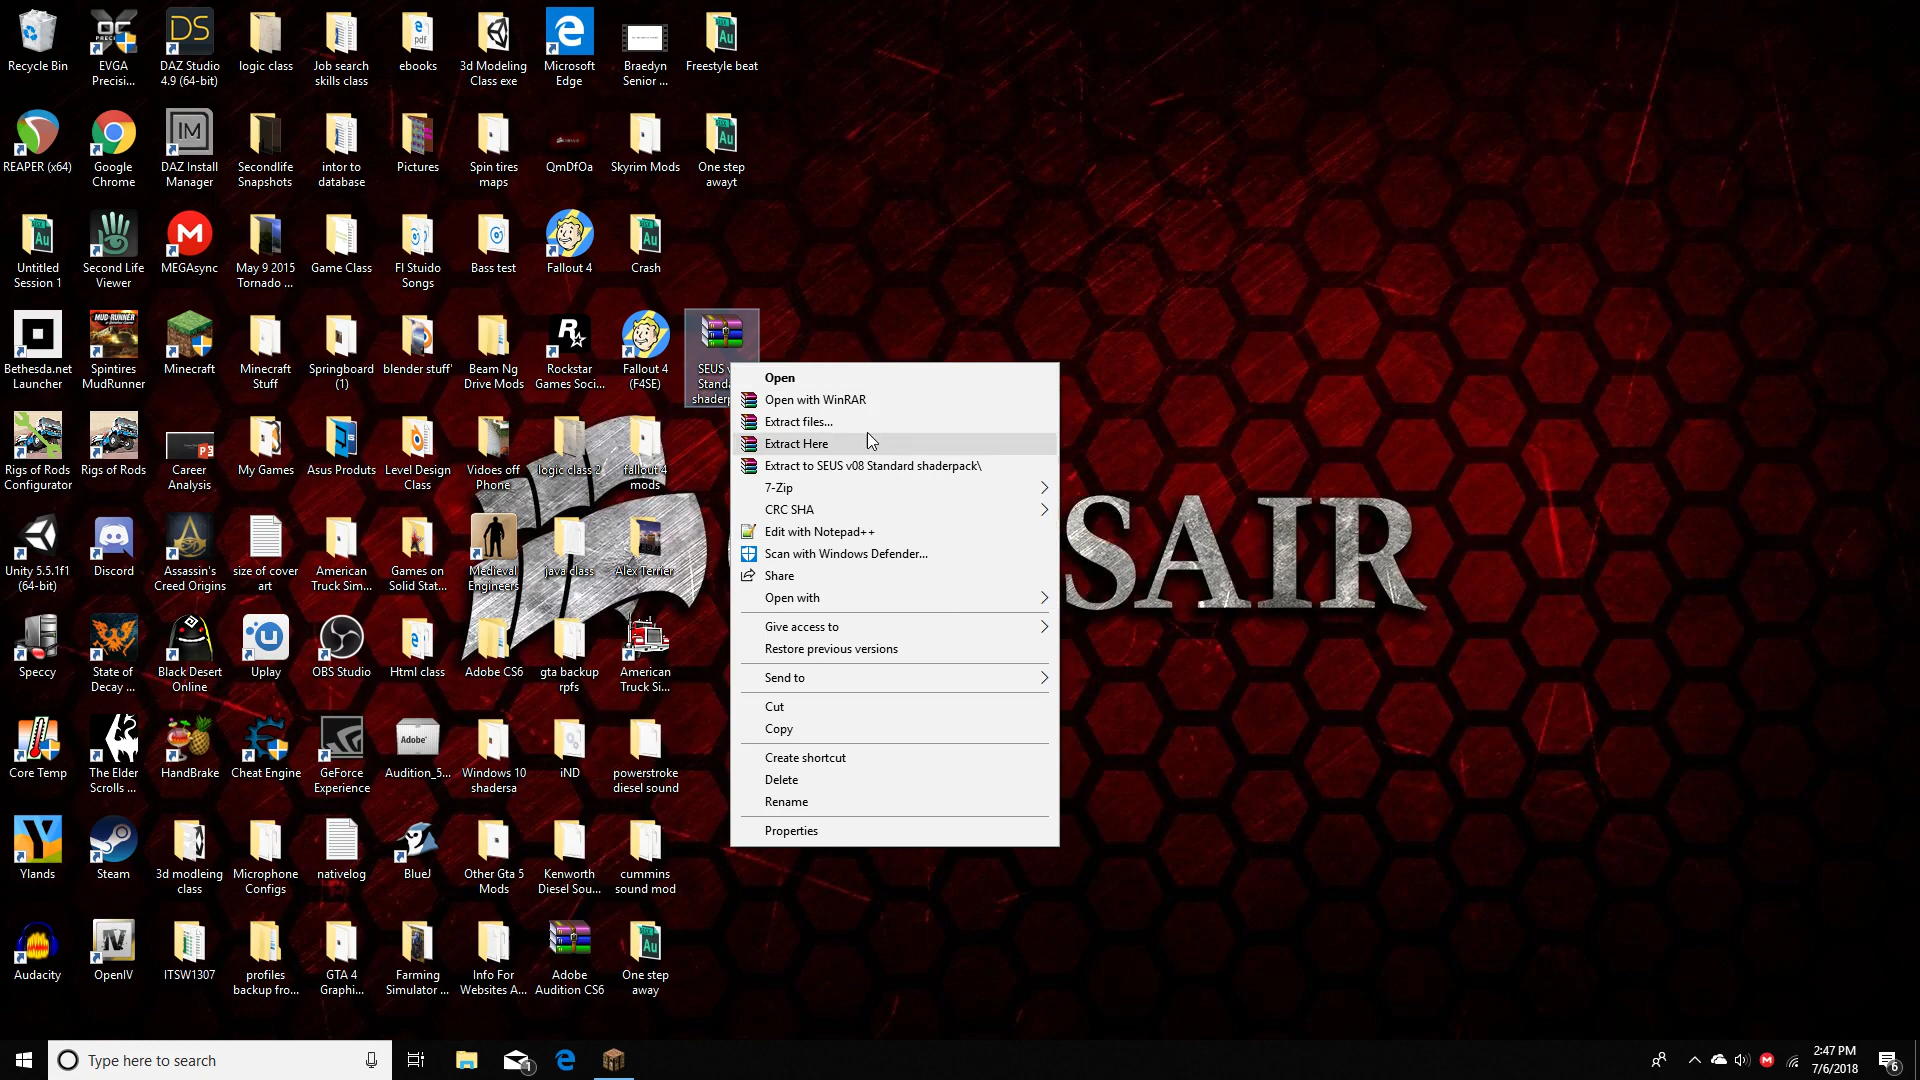 Recycle Bin
EVGA
Precisi...
DAZ Studio
4.9 (64-bit)
logic class
Job search
skills class
ebooks
3d Modeling
Class exe
Microsoft
Edge
Braedyn
Senior ...
Freestyle beat
REAPER (x64)
Google
Chrome
DAZ Install
Manager
Secondlife
Snapshots
intor to
database
Pictures
Spin tires
maps
QmDfOa
Skyrim Mods
One step
awayt
Untitled
Session 1
Second Life
Viewer
MEGAsync
May 9 2015
Tornado ...
Game Class
Fl Stuido
Songs
Bass test
Fallout 4
Crash
Bethesda.net
Launcher
Spintires
MudRunner
Minecraft
Minecraft
Stuff
Springboard
(1)
blender stuff'
Beam Ng
Drive Mods
Rockstar
Games Soci...
Fallout 4
(F4SE)
SEUS
Standa
shader
Rigs of Rods
Configurator
Rigs of Rods
Career
Analysis
My Games
Asus Produts
Level Design
Class
Vidoes off
Phone
logic class 2
fallout 4
mods
Unity 5.5.1f1
(64-bit)
Discord
Assassin's
Creed Origins
size of cover
art
American
Truck Sim...
Games on
Solid Stat...
Medieval
Engineers
java class
Alex Terrier
Speccy
State of
Decay ...
Black Desert
Online
Uplay
OBS Studio
Html class
Adobe CS6
gta backup
rpfs
American
Truck Si...
Core Temp
The Elder
Scrolls ...
HandBrake
Cheat Engine
GeForce
Experience
Audition_5...
Windows 10
shadersa
iND
powerstroke
diesel sound
Ylands
Steam
3d modleing
class
Microphone
Configs
nativelog
BlueJ
Other Gta 5
Mods
Kenworth
Diesel Sou...
cummins
sound mod
Audacity
OpenIV
ITSW1307
profiles
backup fro...
GTA 4
Graphi...
Farming
Simulator ...
Info For
Websites A...
Adobe
Audition CS6
One step
away
Open
Open with WinRAR
Extract files...
Extract Here
Extract to SEUS v08 Standard shaderpack\
7-Zip
CRC SHA
Edit with Notepad++
Scan with Windows Defender...
Share
Open with
Give access to
Restore previous versions
Send to
Cut
Copy
Create shortcut
Delete
Rename
Properties
SAIR
Type here to search
1
2:47 PM
7/6/2018
6